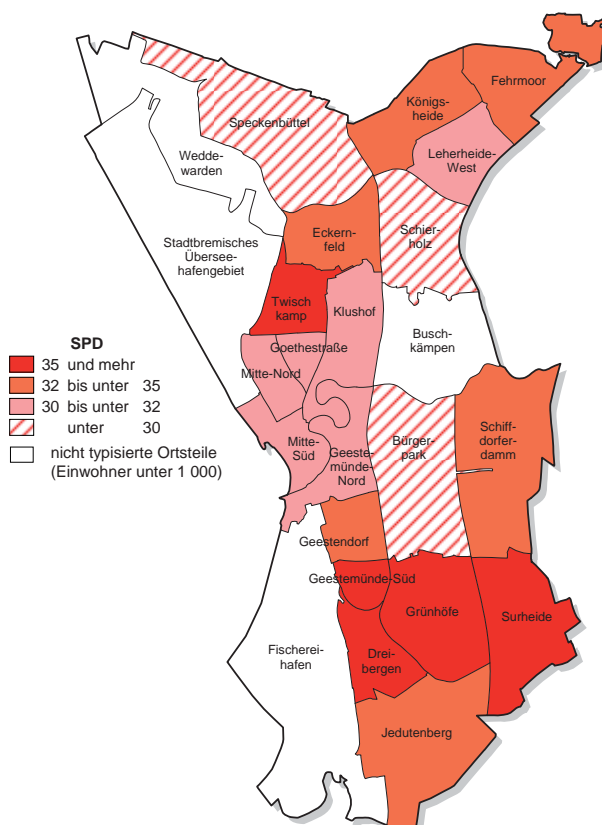 Fehrmoor
Königs-
heide
Speckenbüttel
Leherheide-
West
Wedde-
warden
Stadtbremisches
Übersee-
hafengebiet
Eckern-
feld
Schier-
holz
Twisch
kamp
Klushof
Busch-
kämpen
Goethestraße
Mitte-Nord
SPD
35 und mehr
32 bis unter 35
30 bis unter 32
unter 30
nicht typisierte Ortsteile
(Einwohner unter 1 000)
Mitte-
Süd
Geeste-
münde-
Nord
Bürger-
park
Schiff-
dorfer-
damm
Geestendorf
Geestemünde-Süd
Grünhöfe
Surheide
Fischerei-
hafen
Drei-
bergen
Jedutenberg